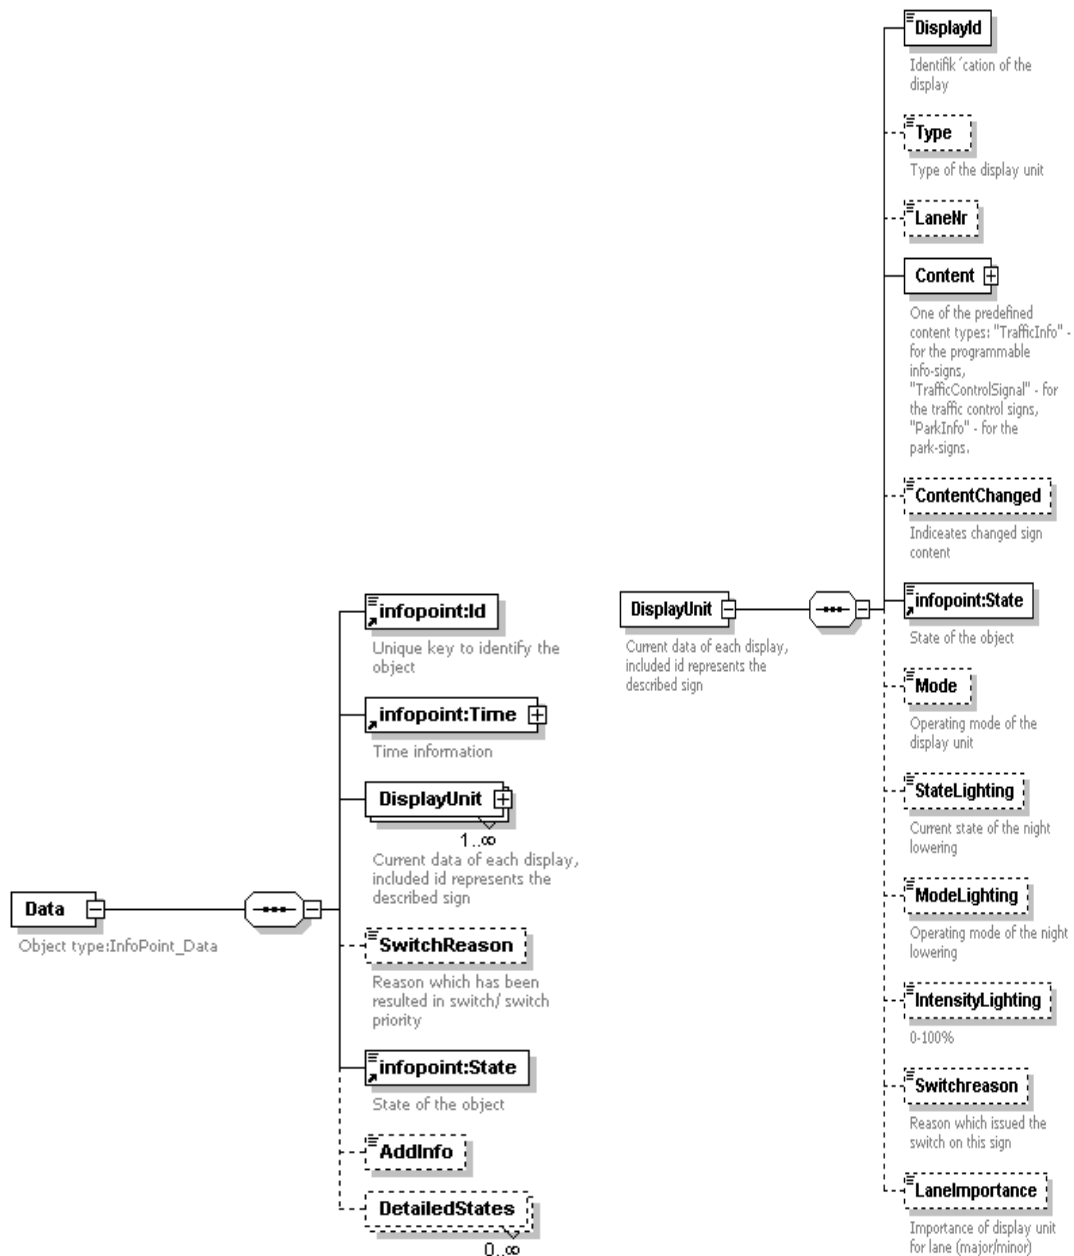 Data
Object type:InfoPoint_Data
infopoint:Id
Unique key to identify the
object
infopoint:Time
Time information
DisplayUnit
1..∞
Current data of each display,
included id represents the
described sign
SwitchReason
Reason which has been
resulted in switch/ switch
priority
infopoint:State
State of the object
AddInfo
DetailedStates
0..∞
DisplayUnit
Current data of each display,
included id represents the
described sign
DisplayId
Identifik´cation of the
display
Type
Type of the display unit
LaneNr
Content
One of the predefined
content types: "TrafficInfo" -
for the programmable
info-signs,
"TrafficControlSignal" - for
the traffic control signs,
"ParkInfo" - for the
park-signs.
ContentChanged
Indiceates changed sign
content
infopoint:State
State of the object
Mode
Operating mode of the
display unit
StateLighting
Current state of the night
lowering
ModeLighting
Operating mode of the night
lowering
IntensityLighting
0-100%
Switchreason
Reason which issued the
switch on this sign
LaneImportance
Importance of display unit
for lane (major/minor)